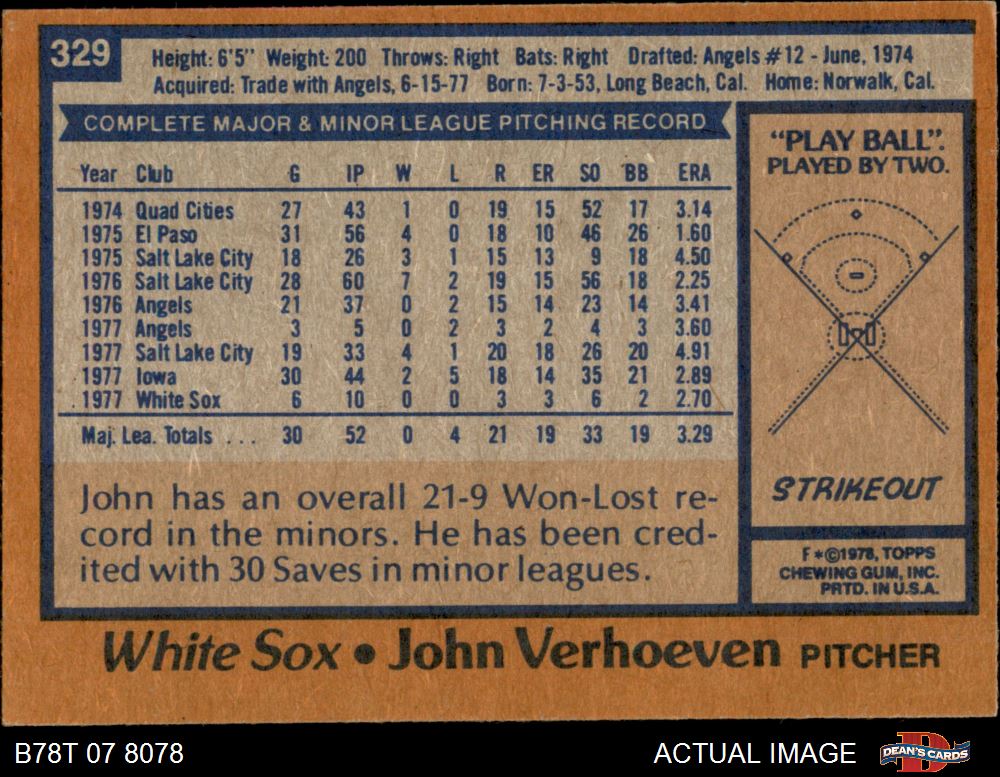 329
Height: 6'5" Weight: 200 Throws: Right Bats: Right Drafted: Angels #12 - June, 1974
Acquired: Trade with Angels, 6-15-77 Born: 7-3-53, Long Beach, Cal. Home: Norwalk, Cal.
COMPLETE MAJOR & MINOR LEAGUE PITCHING RECORD
Year Club G IP W L R ER SO BB ERA
1974 Quad Cities 27 43 1 0 19 15 52 17 3.14
1975 El Paso 31 56 4 0 18 10 46 26 1.60
1975 Salt Lake City 18 26 3 1 15 13 9 18 4.50
1976 Salt Lake City 28 60 7 2 19 15 56 18 2.25
1976 Angels 21 37 0 2 15 14 23 14 3.41
1977 Angels 3 5 0 2 3 2 4 3 3.60
1977 Salt Lake City 19 33 4 1 20 18 26 20 4.91
1977 Iowa 30 44 2 5 18 14 35 21 2.89
1977 White Sox 6 10 0 0 3 3 6 2 2.70
Maj. Lea. Totals . . . 30 52 0 4 21 19 33 19 3.29
John has an overall 21-9 Won-Lost re-
cord in the minors. He has been cred-
ited with 30 Saves in minor leagues.
"PLAY BALL".
PLAYED BY TWO.
STRIKEOUT
F*©1978, TOPPS
CHEWING GUM, INC.
PRTD. IN U.S.A.
White Sox • John Verhoeven PITCHER
B78T 07 8078
ACTUAL IMAGE
DEAN'S CARDS